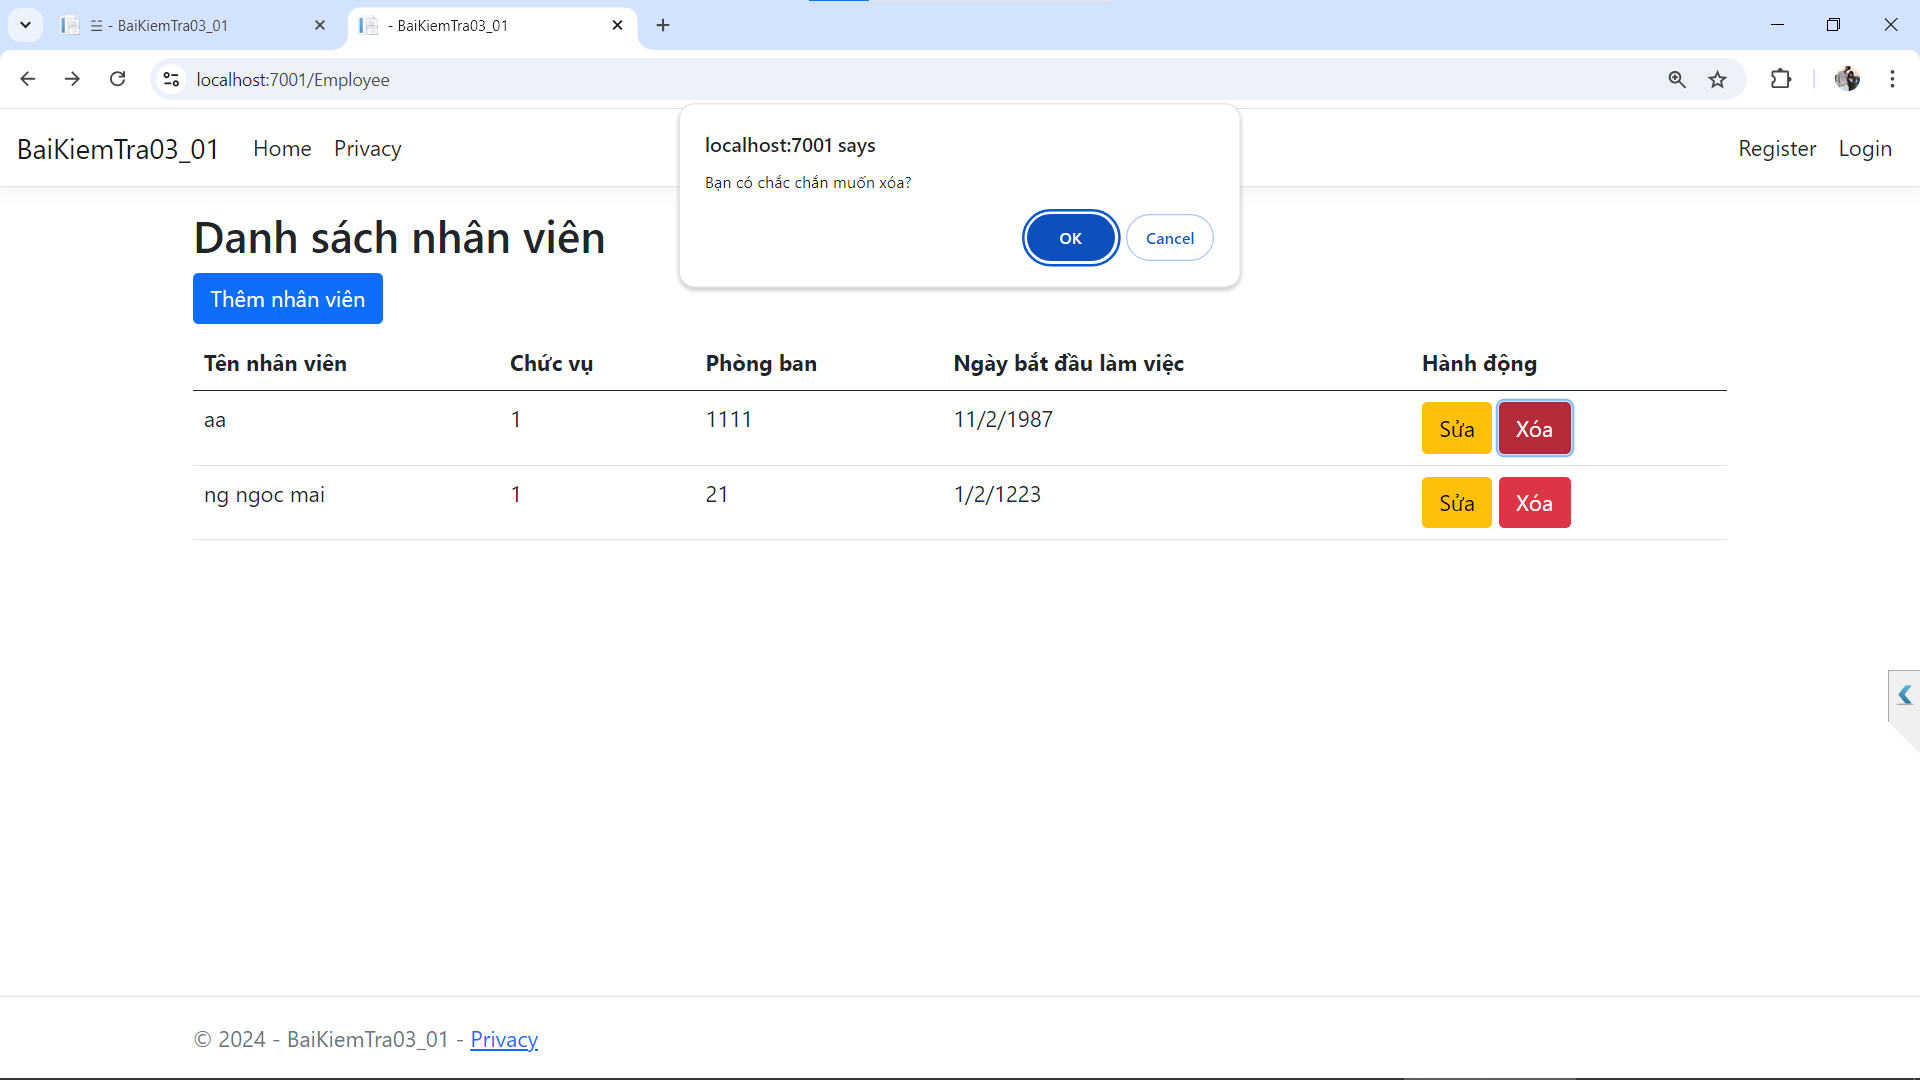 ☵ - BaiKiemTra03_01
- BaiKiemTra03_01
localhost:7001/Employee
BaiKiemTra03_01 Home Privacy Register Login
localhost:7001 says
Bạn có chắc chắn muốn xóa?
OK Cancel
Danh sách nhân viên
Thêm nhân viên
Tên nhân viên Chức vụ Phòng ban Ngày bắt đầu làm việc Hành động
aa 1 1111 11/2/1987 Sửa Xóa
ng ngoc mai 1 21 1/2/1223 Sửa Xóa
© 2024 - BaiKiemTra03_01 - Privacy